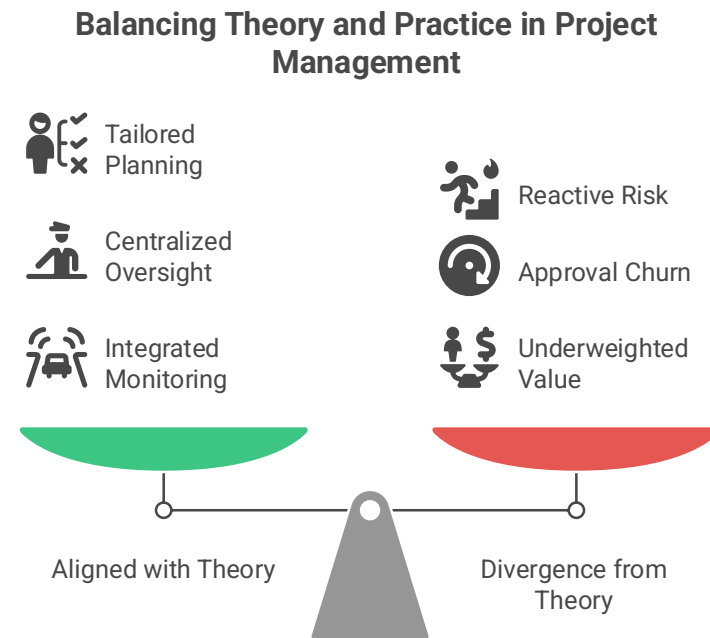 Balancing Theory and Practice in Project
Management
Tailored
Planning
Centralized
Oversight
Integrated
Monitoring
Reactive Risk
Approval Churn
Underweighted
Value
Aligned with Theory
Divergence from
Theory